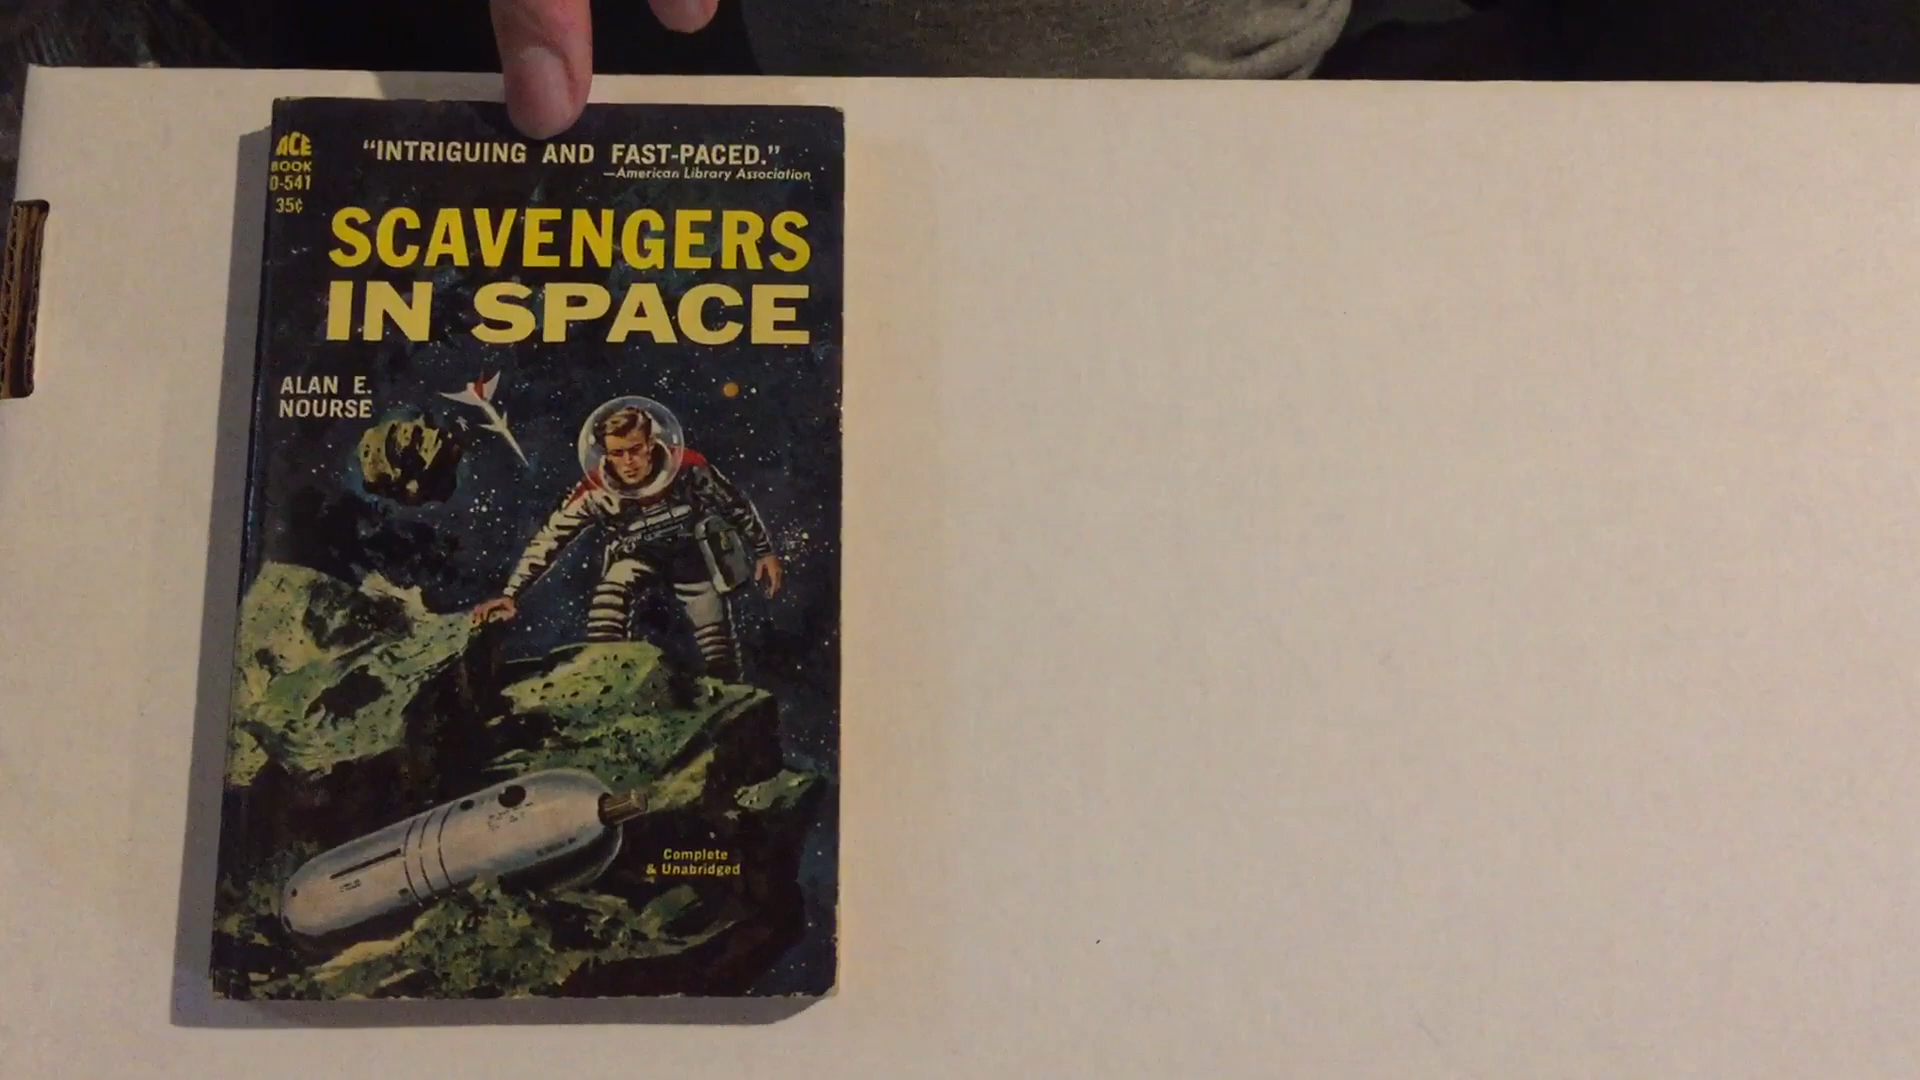 ACE
BOOK
D-541
35¢
“INTRIGUING AND FAST-PACED.”
—American Library Association
SCAVENGERS
IN SPACE
ALAN E.
NOURSE
Complete
& Unabridged